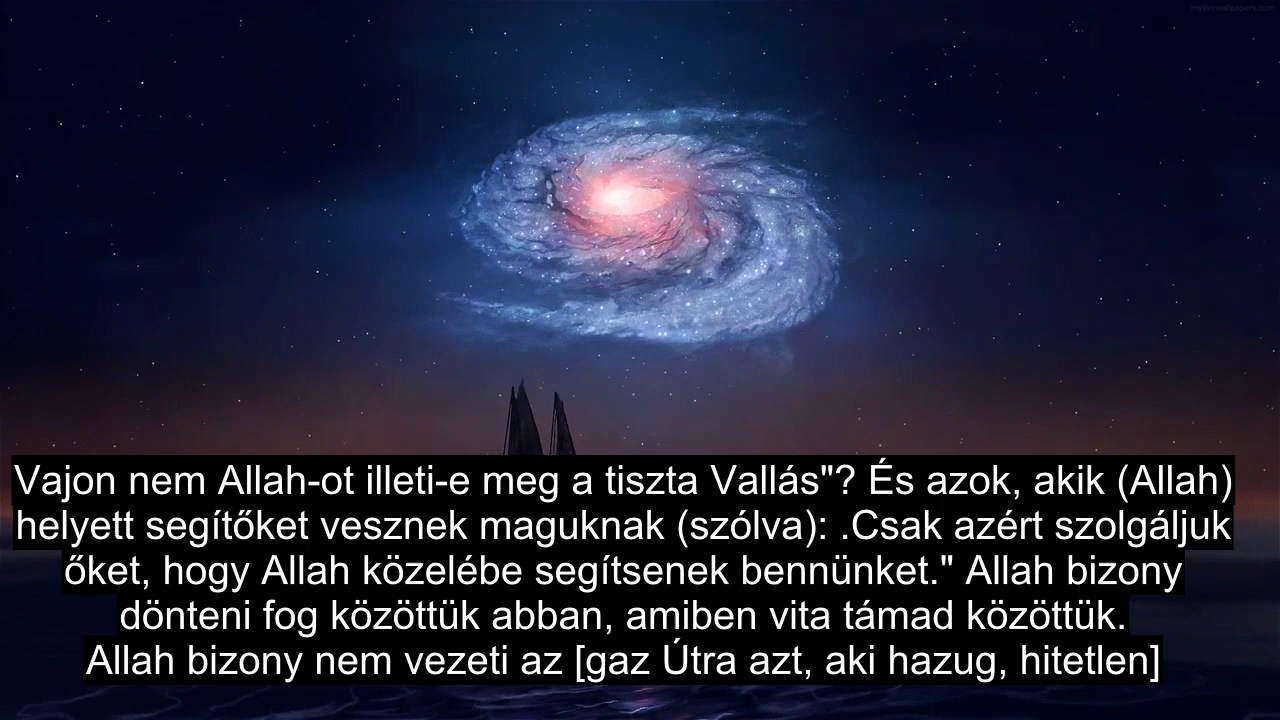 mylivewallpapers.com
Vajon nem Allah-ot illeti-e meg a tiszta Vallás"? És azok, akik (Allah)
helyett segítőket vesznek maguknak (szólva): .Csak azért szolgáljuk
őket, hogy Allah közelébe segítsenek bennünket." Allah bizony
dönteni fog közöttük abban, amiben vita támad közöttük.
Allah bizony nem vezeti az [gaz Útra azt, aki hazug, hitetlen]